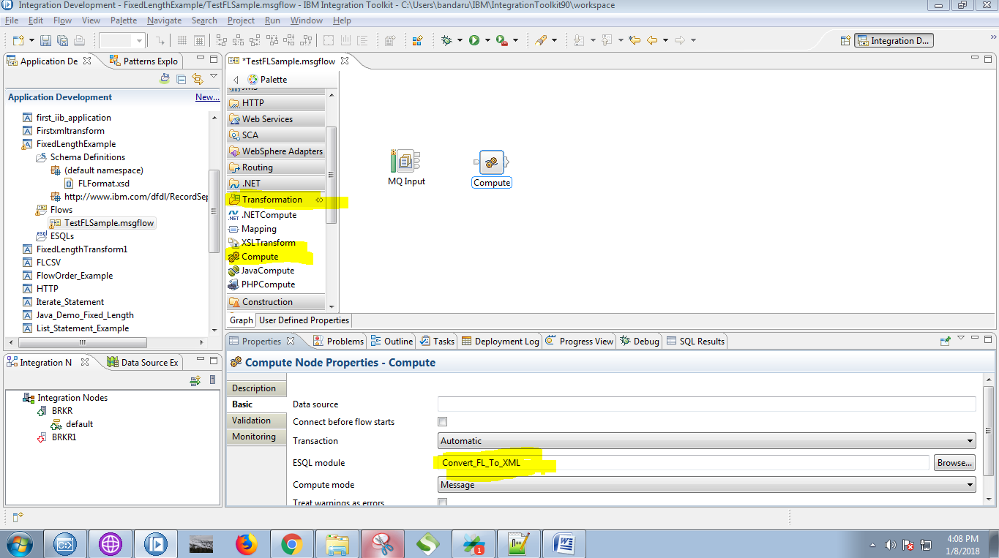 Integration Development - FixedLengthExample/TestFLSample.msgflow - IBM Integration Toolkit - C:\Users\bandaru\IBM\IntegrationToolkit90\workspace
File Edit Flow View Palette Navigate Search Project Run Window Help
Integration D...
Application De
Patterns Explo
Application Development
New...
first_iib_application
Firstxmltransform
FixedLengthExample
Schema Definitions
(default namespace)
FLFormat.xsd
http://www.ibm.com/dfdl/RecordSep
Flows
TestFLSample.msgflow
ESQLs
FixedLengthTransform1
FLCSV
FlowOrder_Example
HTTP
Iterate_Statement
Java_Demo_Fixed_Length
List_Statement_Example
*TestFLSample.msgflow
Palette
JMS
HTTP
Web Services
SCA
WebSphere Adapters
Routing
.NET
Transformation
.NETCompute
Mapping
XSLTransform
Compute
JavaCompute
PHPCompute
Construction
MQ Input
Compute
Graph
User Defined Properties
Integration N
Data Source Ex
Integration Nodes
BRKR
default
BRKR1
Properties
Problems
Outline
Tasks
Deployment Log
Progress View
Debug
SQL Results
Compute Node Properties - Compute
Description
Basic
Validation
Monitoring
Data source
Connect before flow starts
Transaction
Automatic
ESQL module
Convert_FL_To_XML
Browse...
Compute mode
Message
Treat warnings as errors
4:08 PM
1/8/2018